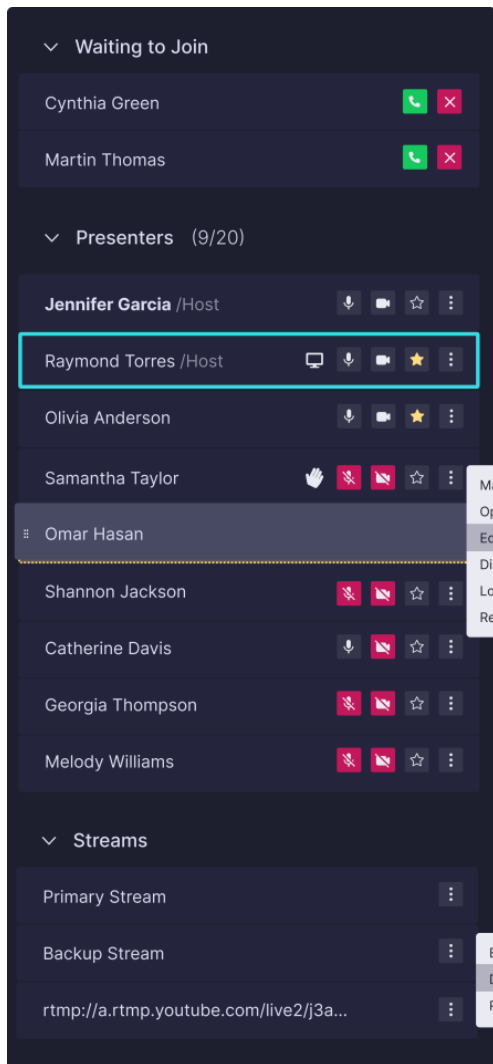 Waiting to Join
Cynthia Green
Martin Thomas
Presenters (9/20)
Jennifer Garcia /Host
Raymond Torres /Host
Olivia Anderson
Samantha Taylor
Omar Hasan
Shannon Jackson
Catherine Davis
Georgia Thompson
Melody Williams
Streams
Primary Stream
Backup Stream
rtmp://a.rtmp.youtube.com/live2/j3a...